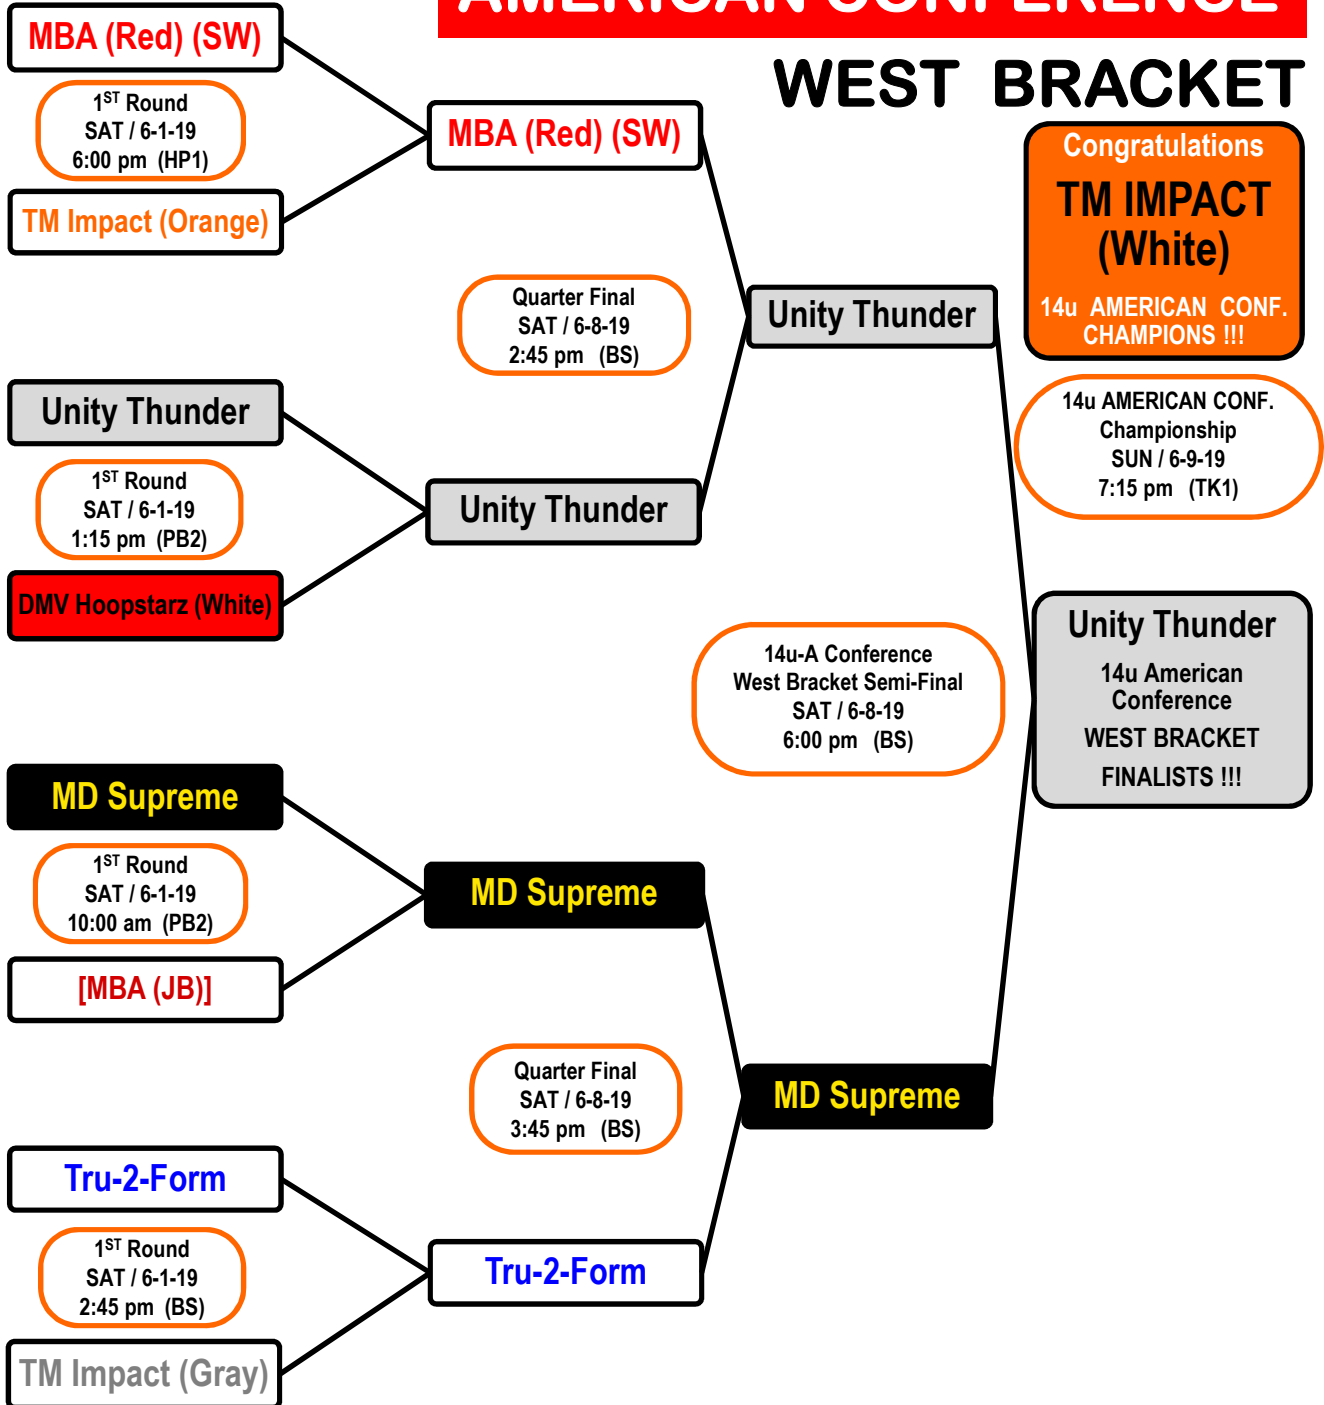 AMERICAN CONFERENCE
WEST BRACKET
MBA (Red) (SW)
1ST Round
SAT / 6-1-19
6:00 pm (HP1)
TM Impact (Orange)
MBA (Red) (SW)
Quarter Final
SAT / 6-8-19
2:45 pm (BS)
Unity Thunder
Congratulations
TM IMPACT
(White)
14u AMERICAN CONF.
CHAMPIONS !!!
14u AMERICAN CONF.
Championship
SUN / 6-9-19
7:15 pm (TK1)
Unity Thunder
1ST Round
SAT / 6-1-19
1:15 pm (PB2)
DMV Hoopstarz (White)
Unity Thunder
14u-A Conference
West Bracket Semi-Final
SAT / 6-8-19
6:00 pm (BS)
Unity Thunder
14u American
Conference
WEST BRACKET
FINALISTS !!!
MD Supreme
1ST Round
SAT / 6-1-19
10:00 am (PB2)
[MBA (JB)]
MD Supreme
Quarter Final
SAT / 6-8-19
3:45 pm (BS)
MD Supreme
Tru-2-Form
1ST Round
SAT / 6-1-19
2:45 pm (BS)
TM Impact (Gray)
Tru-2-Form